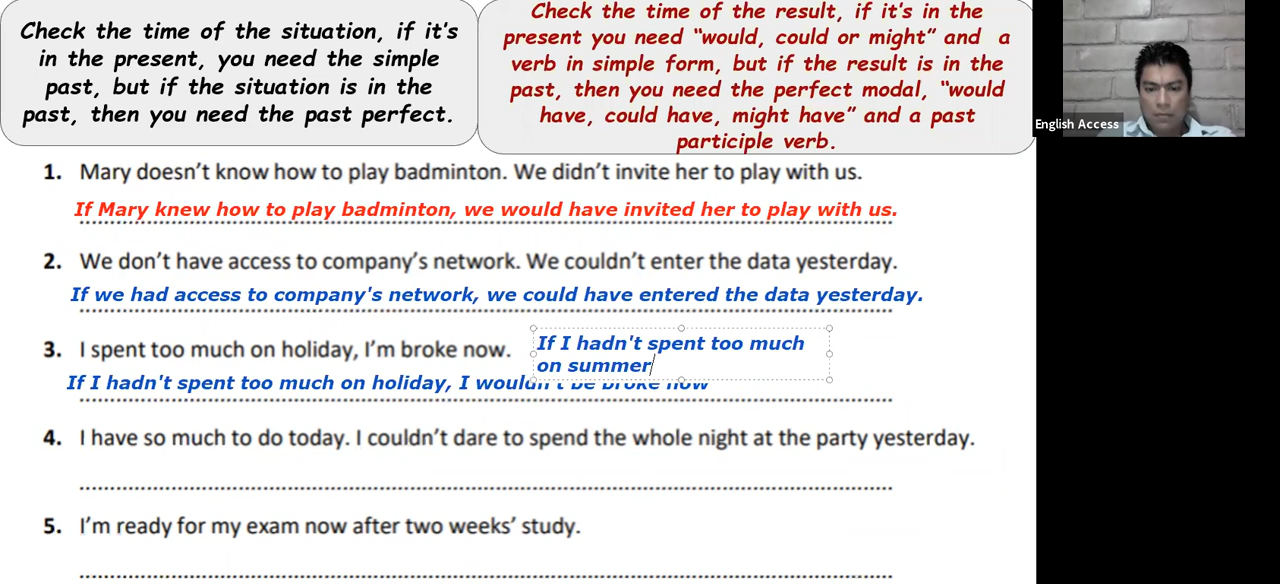 Check the time of the situation, if it's
in the present, you need the simple
past, but if the situation is in the
past, then you need the past perfect.
Check the time of the result, if it's in the
present you need “would, could or might” and a
verb in simple form, but if the result is in the
past, then you need the perfect modal, “would
have, could have, might have” and a past
participle verb.
English Access
1. Mary doesn’t know how to play badminton. We didn’t invite her to play with us.
If Mary knew how to play badminton, we would have invited her to play with us.
2. We don’t have access to company’s network. We couldn’t enter the data yesterday.
If we had access to company's network, we could have entered the data yesterday.
3. I spent too much on holiday, I’m broke now.
If I hadn't spent too much
on summer
If I hadn't spent too much on holiday, I wouldn't be broke now
4. I have so much to do today. I couldn’t dare to spend the whole night at the party yesterday.
5. I’m ready for my exam now after two weeks’ study.